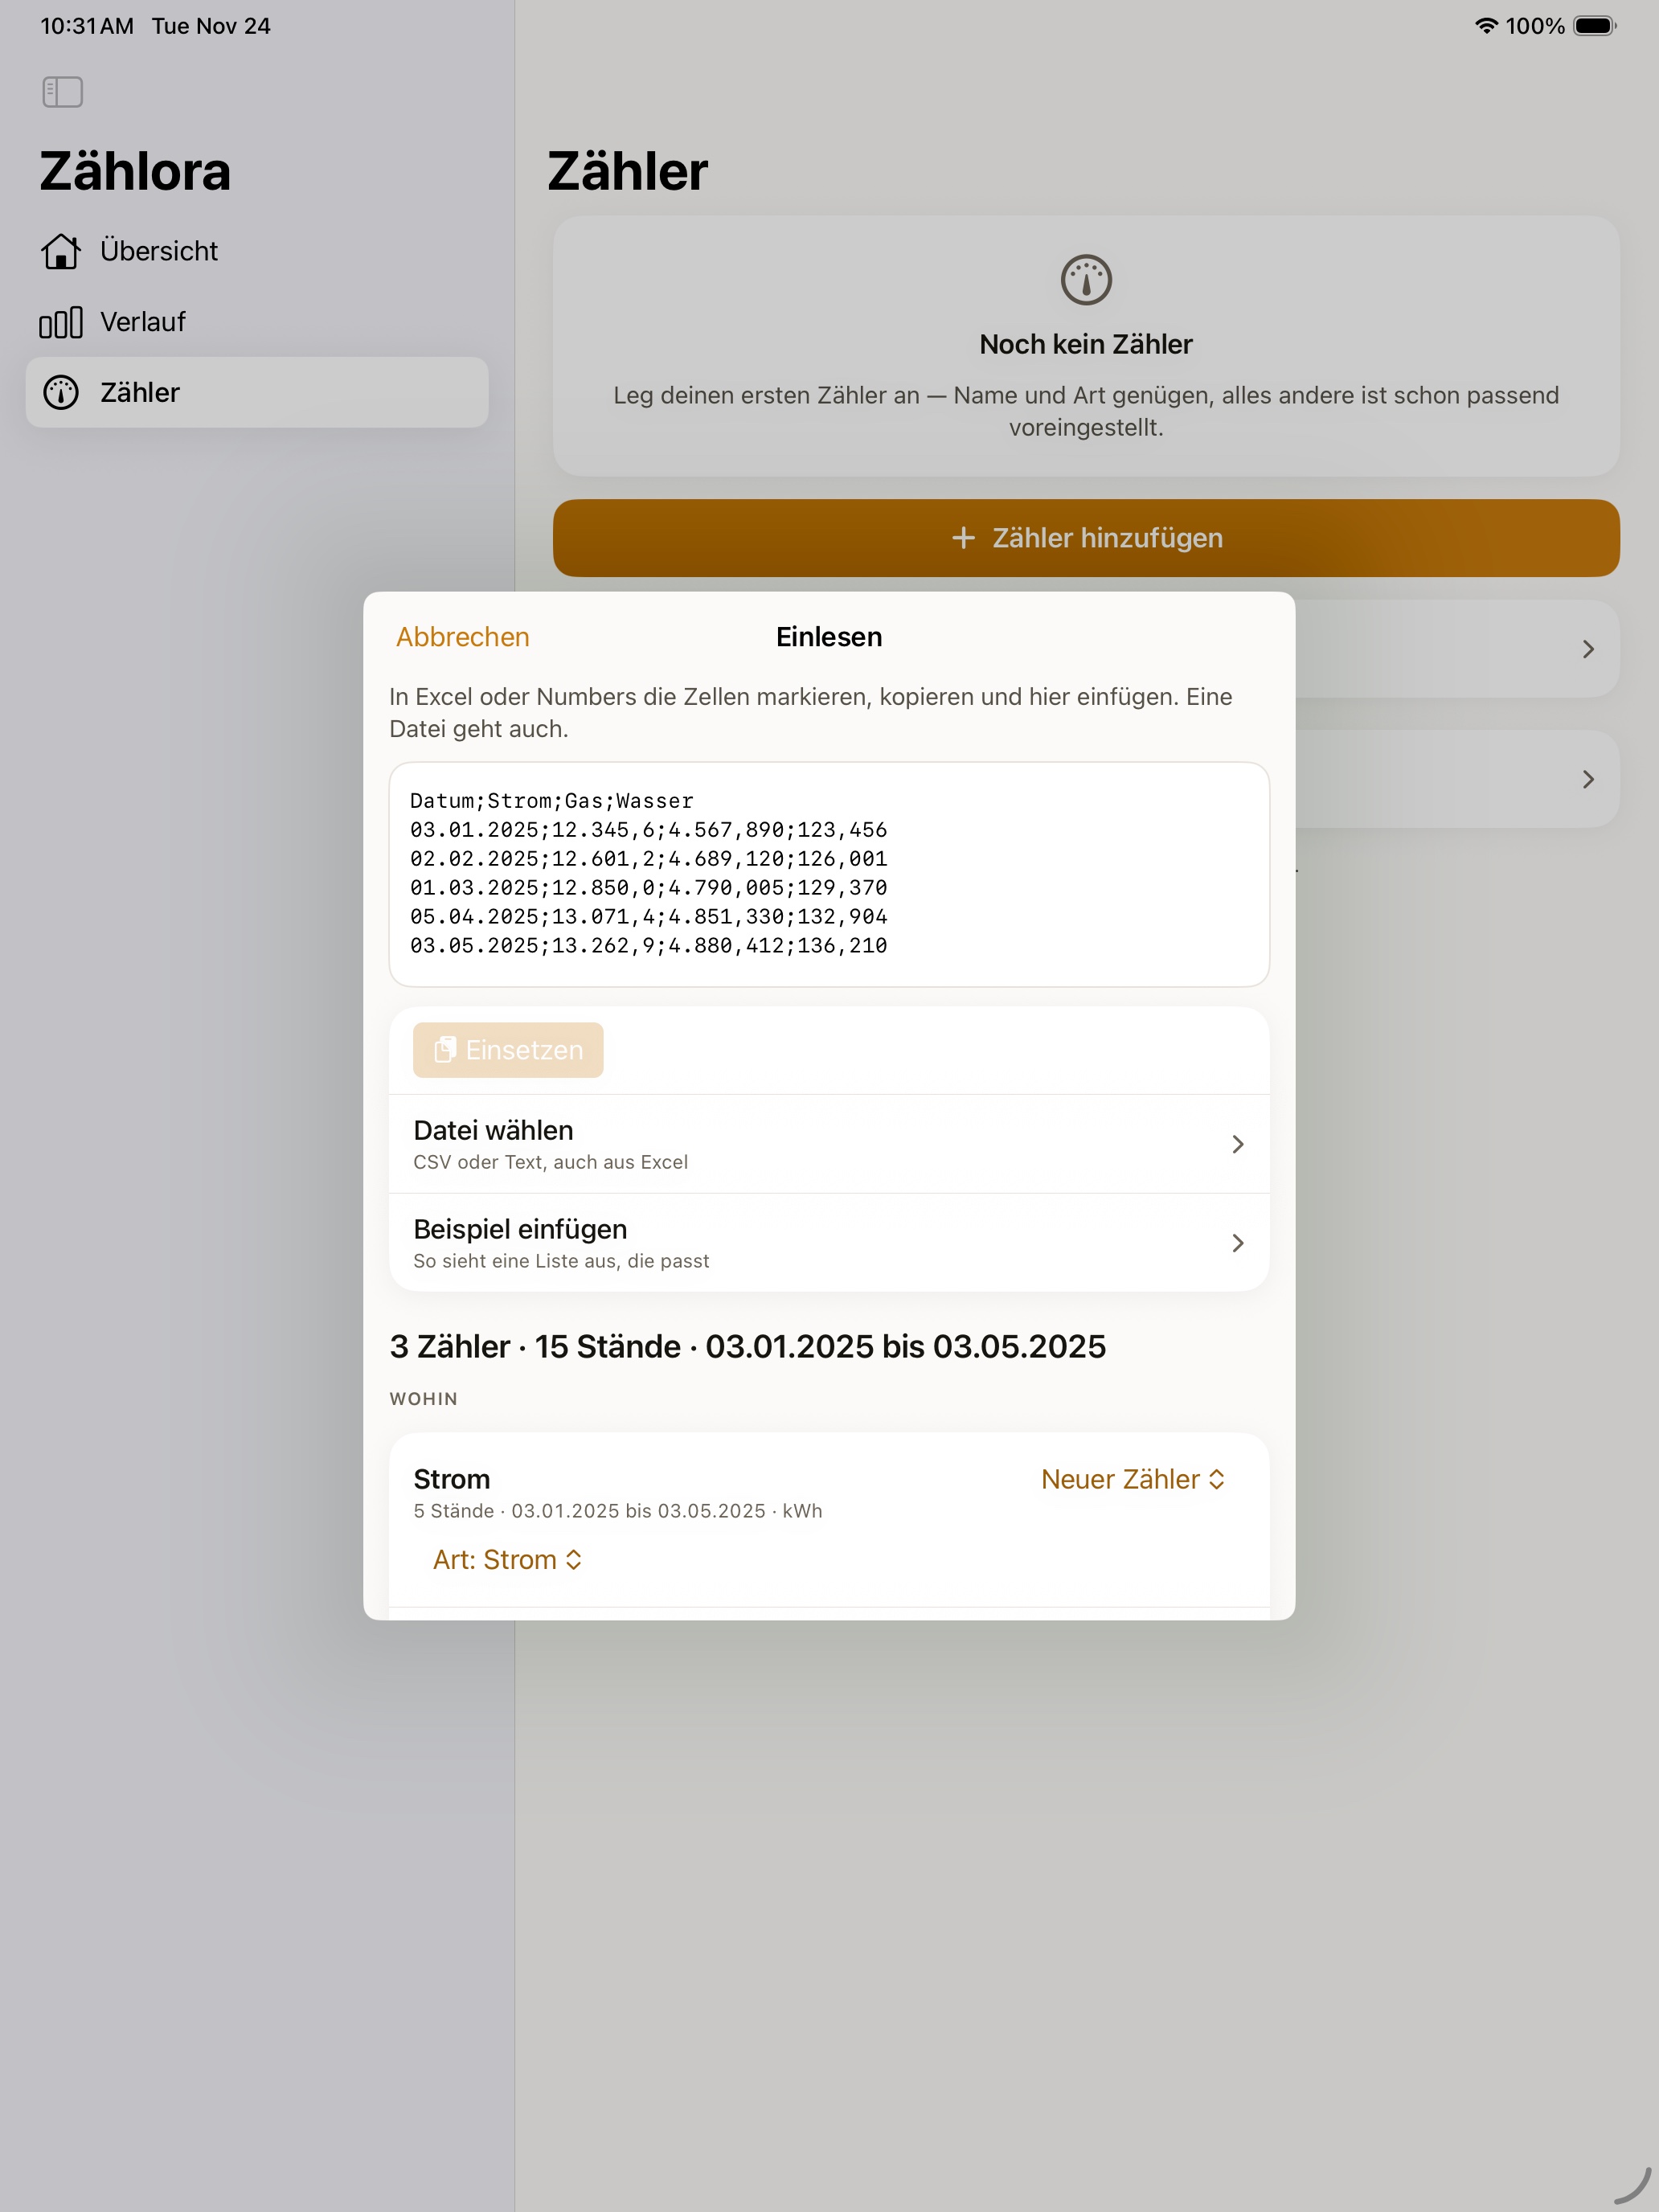 10:31 AM Tue Nov 24
100%
Zählora
Übersicht
Verlauf
Zähler
Zähler
Noch kein Zähler
Leg deinen ersten Zähler an — Name und Art genügen, alles andere ist schon passend
voreingestellt.
Zähler hinzufügen
Abbrechen
Einlesen
In Excel oder Numbers die Zellen markieren, kopieren und hier einfügen. Eine
Datei geht auch.
Datum;Strom;Gas;Wasser
03.01.2025;12.345,6;4.567,890;123,456
02.02.2025;12.601,2;4.689,120;126,001
01.03.2025;12.850,0;4.790,005;129,370
05.04.2025;13.071,4;4.851,330;132,904
03.05.2025;13.262,9;4.880,412;136,210
Einsetzen
Datei wählen
CSV oder Text, auch aus Excel
Beispiel einfügen
So sieht eine Liste aus, die passt
3 Zähler · 15 Stände · 03.01.2025 bis 03.05.2025
WOHIN
Strom
Neuer Zähler
5 Stände · 03.01.2025 bis 03.05.2025 · kWh
Art: Strom